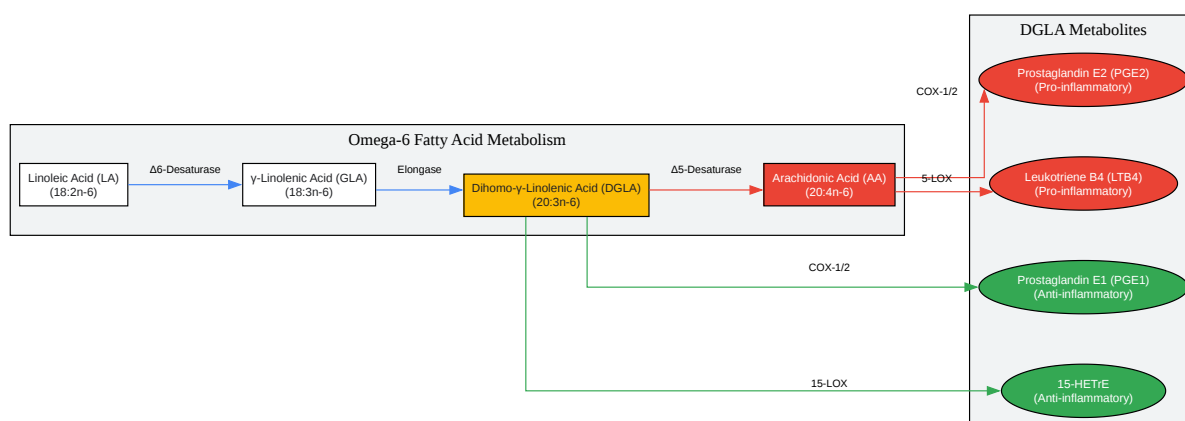 DGLA Metabolites
Prostaglandin E2 (PGE2)
(Pro-inflammatory)
COX-1/2
Omega-6 Fatty Acid Metabolism
Linoleic Acid (LA)
(18:2n-6)
Δ6-Desaturase
γ-Linolenic Acid (GLA)
(18:3n-6)
Elongase
Dihomo-γ-Linolenic Acid (DGLA)
(20:3n-6)
Δ5-Desaturase
Arachidonic Acid (AA)
(20:4n-6)
5-LOX
Leukotriene B4 (LTB4)
(Pro-inflammatory)
COX-1/2
Prostaglandin E1 (PGE1)
(Anti-inflammatory)
15-LOX
15-HETrE
(Anti-inflammatory)